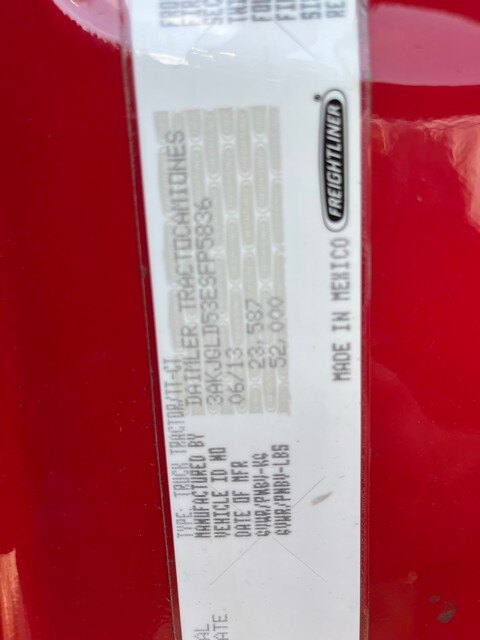 TYPE: TRUCK TRACTOR/TT-CT
MANUFACTURED BY DAIMLER TRACTOCAMIONES
VEHICLE ID NO 3AKJGLD53ESFP5836
DATE OF MFR 06/13
GVWR/PNBV-KG 23,587
GVWR/PNBV-LBS 52,000
FREIGHTLINER
MADE IN MEXICO